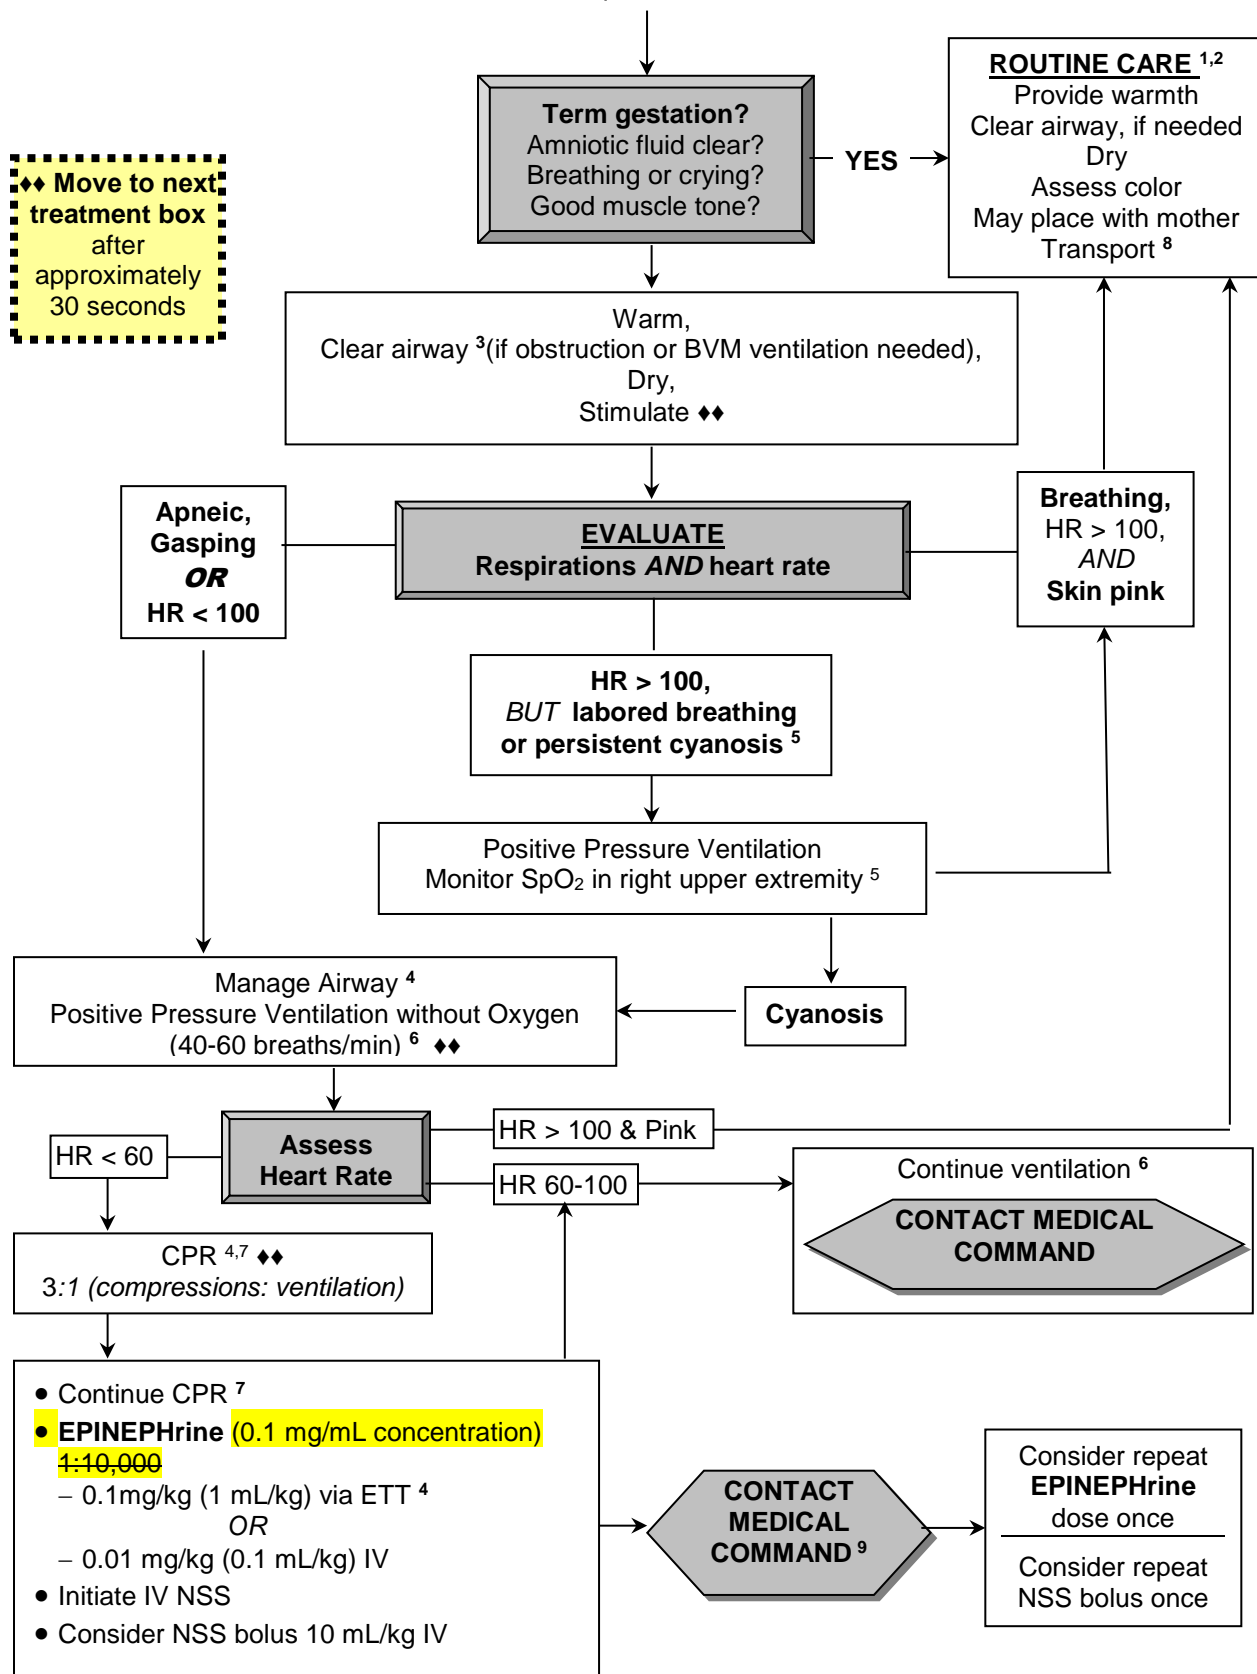 Term gestation?
Amniotic fluid clear?
Breathing or crying?
Good muscle tone?
YES
ROUTINE CARE 1,2
Provide warmth
Clear airway, if needed
Dry
Assess color
May place with mother
Transport 8
♦♦ Move to next
treatment box
after
approximately
30 seconds
Warm,
Clear airway 3(if obstruction or BVM ventilation needed),
Dry,
Stimulate ♦♦
Apneic,
Gasping
OR
HR < 100
EVALUATE
Respirations AND heart rate
Breathing,
HR > 100,
AND
Skin pink
HR > 100,
BUT labored breathing
or persistent cyanosis 5
Positive Pressure Ventilation
Monitor SpO2 in right upper extremity 5
Manage Airway 4
Positive Pressure Ventilation without Oxygen
(40-60 breaths/min) 6 ♦♦
Cyanosis
Assess
Heart Rate
HR > 100 & Pink
HR < 60
HR 60-100
Continue ventilation 6
CONTACT MEDICAL
COMMAND
CPR 4,7 ♦♦
3:1 (compressions: ventilation)
• Continue CPR 7
• EPINEPHrine (0.1 mg/mL concentration)
1:10,000
– 0.1mg/kg (1 mL/kg) via ETT 4
OR
– 0.01 mg/kg (0.1 mL/kg) IV
• Initiate IV NSS
• Consider NSS bolus 10 mL/kg IV
CONTACT
MEDICAL
COMMAND 9
Consider repeat
EPINEPHrine
dose once
Consider repeat
NSS bolus once